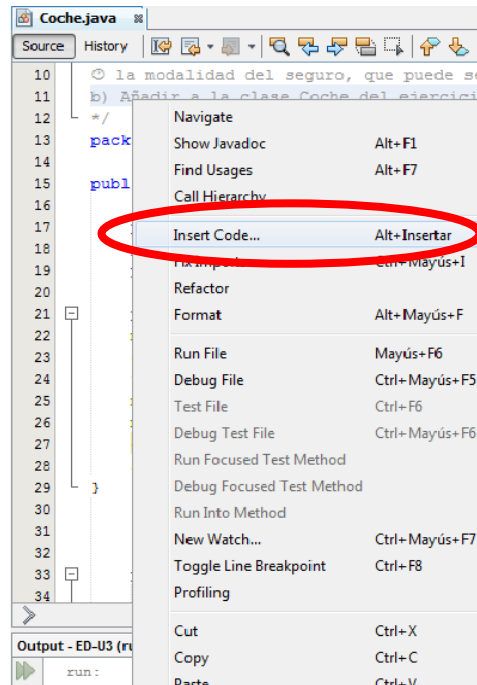 Coche.java
Source History
10 la modalidad del seguro, que puede se
11 b) Añadir a la clase Coche del ejercici
12 */
13 pack
14
15 publ
16
17
18
19
20
21
22
23
24
25
26
27
28
29 }
30
31
32
33
34
Navigate
Show Javadoc Alt+F1
Find Usages Alt+F7
Call Hierarchy
Insert Code... Alt+Insertar
Fix Imports Ctrl+Mayús+I
Refactor
Format Alt+Mayús+F
Run File Mayús+F6
Debug File Ctrl+Mayús+F5
Test File Ctrl+F6
Debug Test File Ctrl+Mayús+F6
Run Focused Test Method
Debug Focused Test Method
Run Into Method
New Watch... Ctrl+Mayús+F7
Toggle Line Breakpoint Ctrl+F8
Profiling
Cut Ctrl+X
Copy Ctrl+C
Paste Ctrl+V
Output - ED-U3 (ru
run: